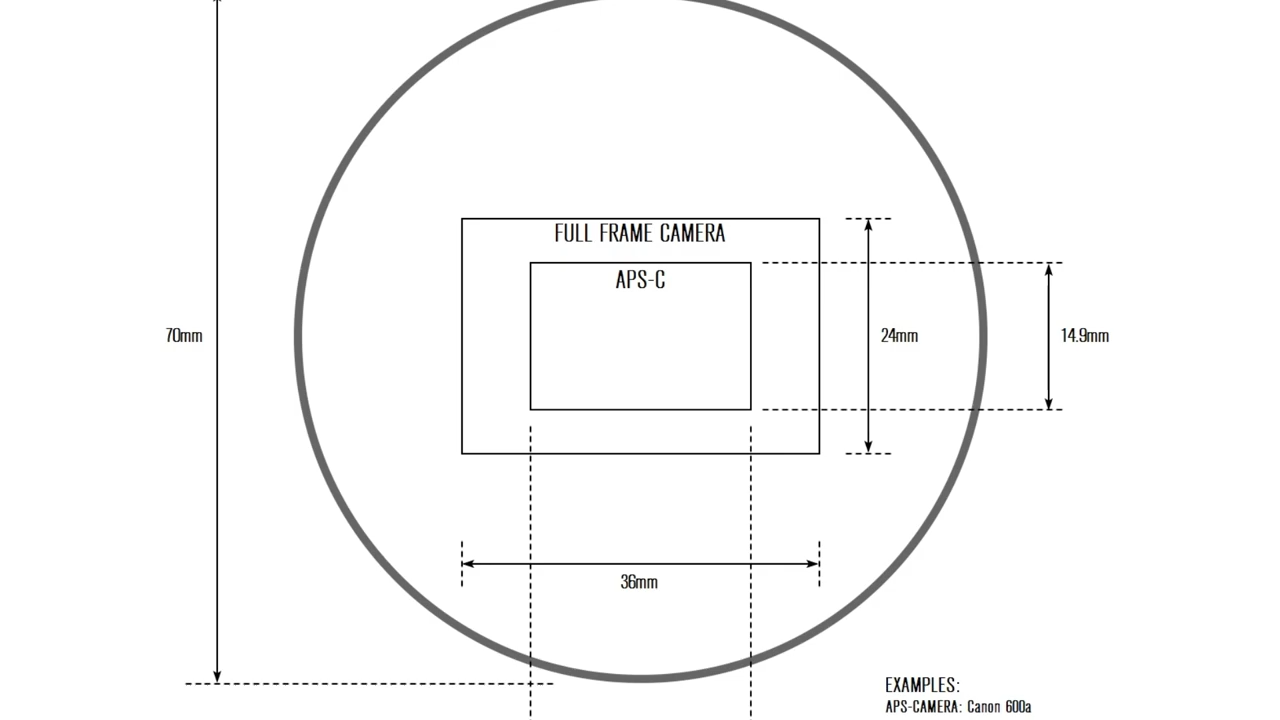 FULL FRAME CAMERA
APS-C
70mm
24mm
14.9mm
36mm
EXAMPLES:
APS-CAMERA: Canon 600a